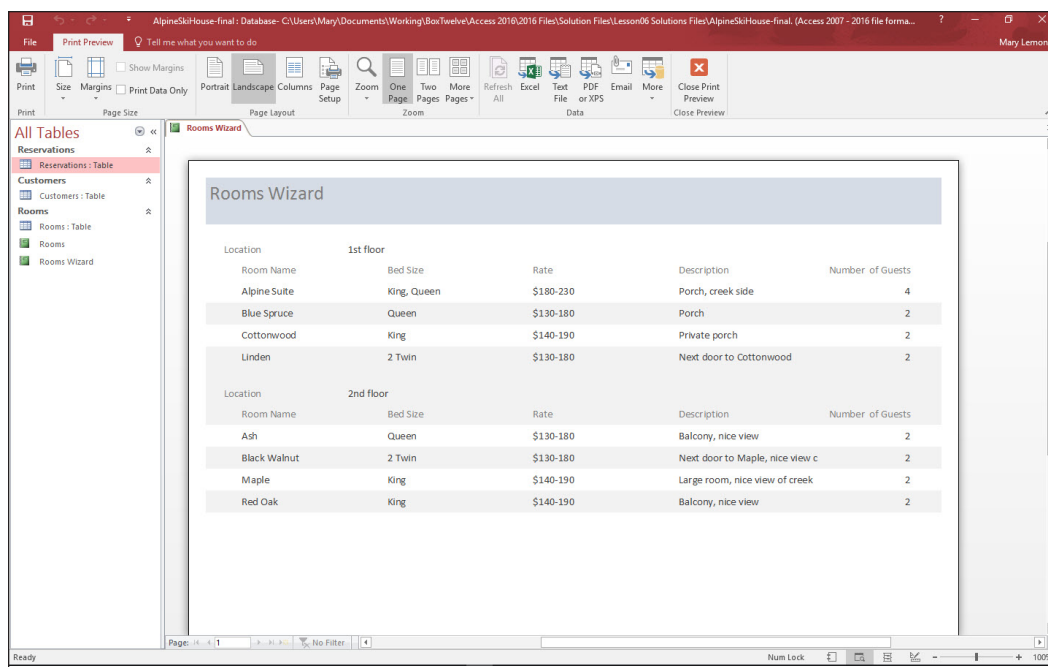 AlpineSkiHouse-final : Database- C:\Users\Mary\Documents\Working\BoxTwelve\Access 2016\2016 Files\Solution Files\Lesson06 Solutions Files\AlpineSkiHouse-final. (Access 2007 - 2016 file forma... ?
File Print Preview Tell me what you want to do Mary Lemon
Show Margins
Print Data Only
Print Size Margins Portrait Landscape Columns Page Setup Zoom One Page Two Pages More Pages Refresh All Excel Text File PDF or XPS Email More Close Print Preview
Print Page Size Page Layout Zoom Data Close Preview
All Tables «
Reservations
Reservations : Table
Customers
Customers : Table
Rooms
Rooms : Table
Rooms
Rooms Wizard
Rooms Wizard
Rooms Wizard
Location 1st floor
Room Name Bed Size Rate Description Number of Guests
Alpine Suite King, Queen $180-230 Porch, creek side 4
Blue Spruce Queen $130-180 Porch 2
Cottonwood King $140-190 Private porch 2
Linden 2 Twin $130-180 Next door to Cottonwood 2
Location 2nd floor
Room Name Bed Size Rate Description Number of Guests
Ash Queen $130-180 Balcony, nice view 2
Black Walnut 2 Twin $130-180 Next door to Maple, nice view c 2
Maple King $140-190 Large room, nice view of creek 2
Red Oak King $140-190 Balcony, nice view 2
Page: 1 No Filter
Ready Num Lock - + 100%